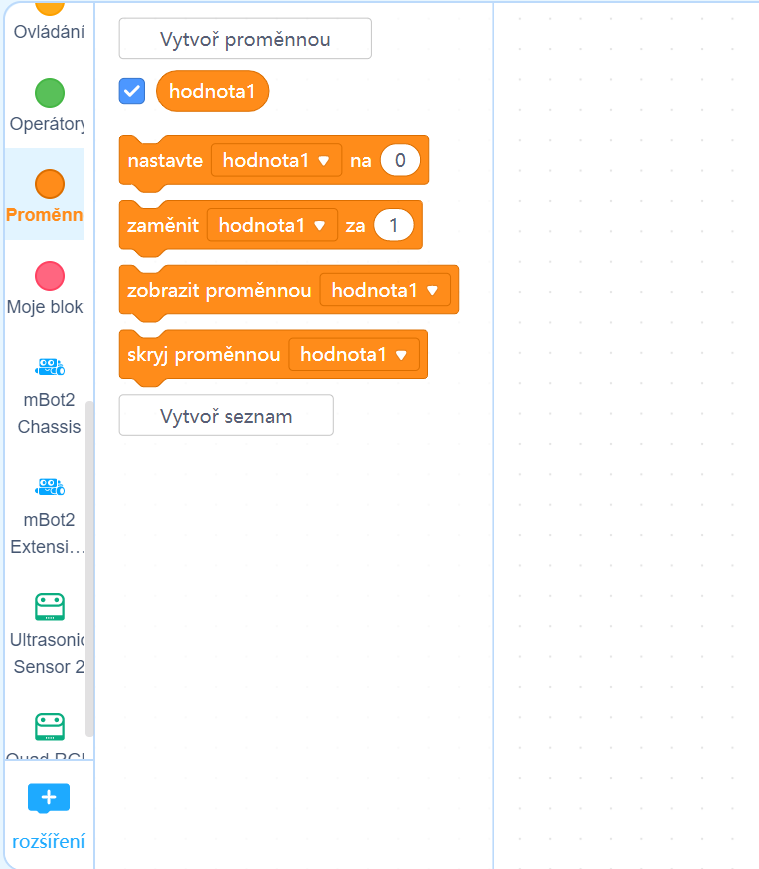 Ovládání
Operátory
Proměnn
Moje blok
mBot2
Chassis
mBot2
Extensi...
Ultrasonic
Sensor 2
Quad RGB
rozšíření
Vytvoř proměnnou
hodnota1
nastavte hodnota1 na 0
zaměnit hodnota1 za 1
zobrazit proměnnou hodnota1
skryj proměnnou hodnota1
Vytvoř seznam